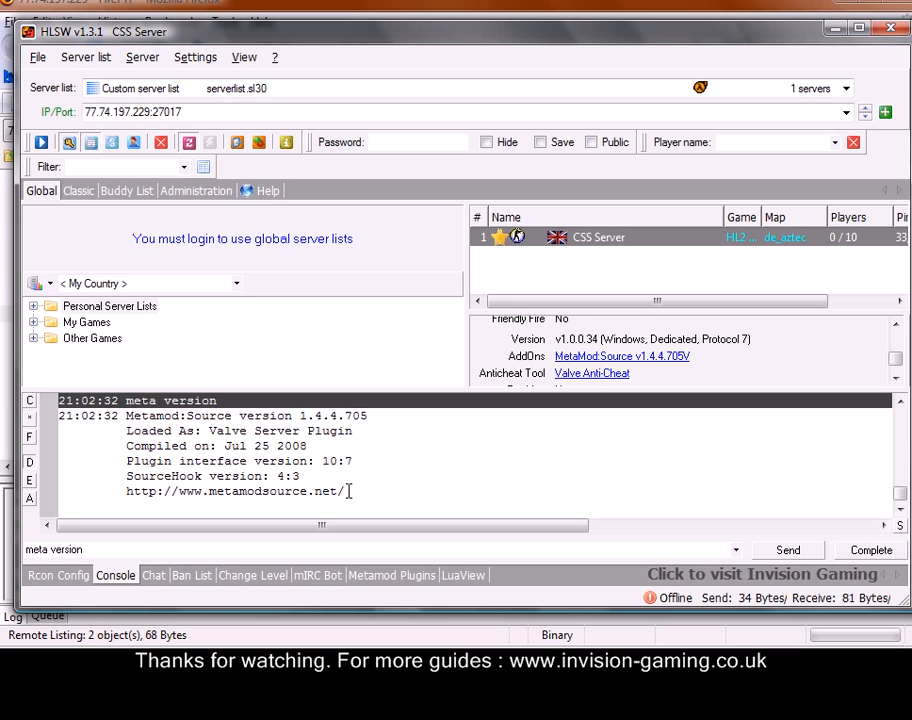 HLSW v1.3.1 CSS Server
File Server list Server Settings View ?
Server list: Custom server list serverlist.sl30 1 servers
IP/Port: 77.74.197.229:27017
Password: Hide Save Public Player name:
Filter:
Global Classic Buddy List Administration Help
You must login to use global server lists
# Name Game Map Players
1 CSS Server HL2 ... de_aztec 0 / 10 33
< My Country >
Personal Server Lists
My Games
Other Games
Friendly Fire No
Version v1.0.0.34 (Windows, Dedicated, Protocol 7)
AddOns MetaMod:Source v1.4.4.705V
Anticheat Tool Valve Anti-Cheat
C
F
D
E
A
21:02:32 meta version
21:02:32 Metamod:Source version 1.4.4.705
Loaded As: Valve Server Plugin
Compiled on: Jul 25 2008
Plugin interface version: 10:7
SourceHook version: 4:3
http://www.metamodsource.net/
S
meta version Send Complete
Rcon Config Console Chat Ban List Change Level mIRC Bot Metamod Plugins LuaView Click to visit Invision Gaming
Offline Send: 34 Bytes/ Receive: 81 Bytes/
Log Queue
Remote Listing: 2 object(s), 68 Bytes Binary
Thanks for watching. For more guides : www.invision-gaming.co.uk